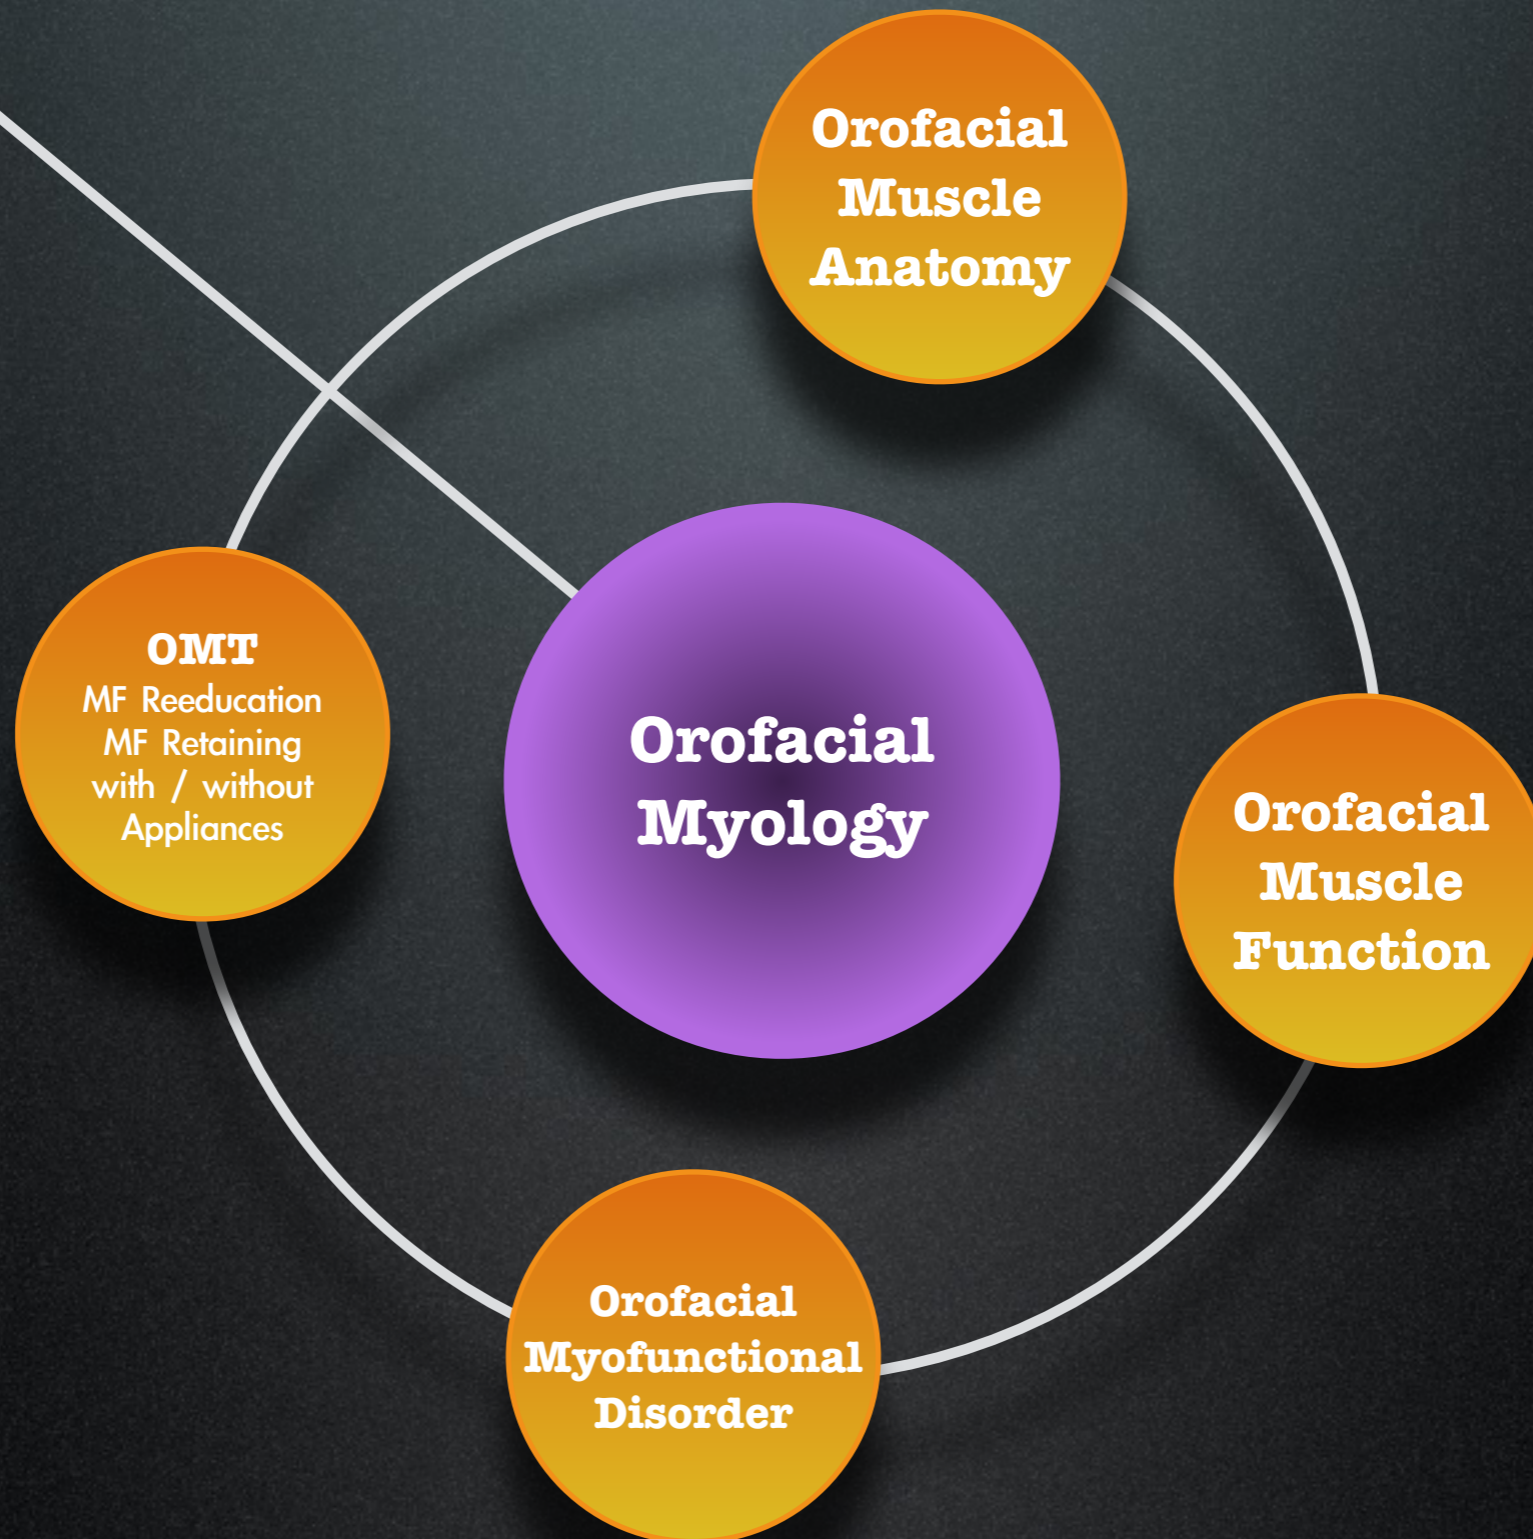 Orofacial
Muscle
Anatomy
OMT
MF Reeducation
MF Retaining
with / without
Appliances
Orofacial
Myology
Orofacial
Muscle
Function
Orofacial
Myofunctional
Disorder